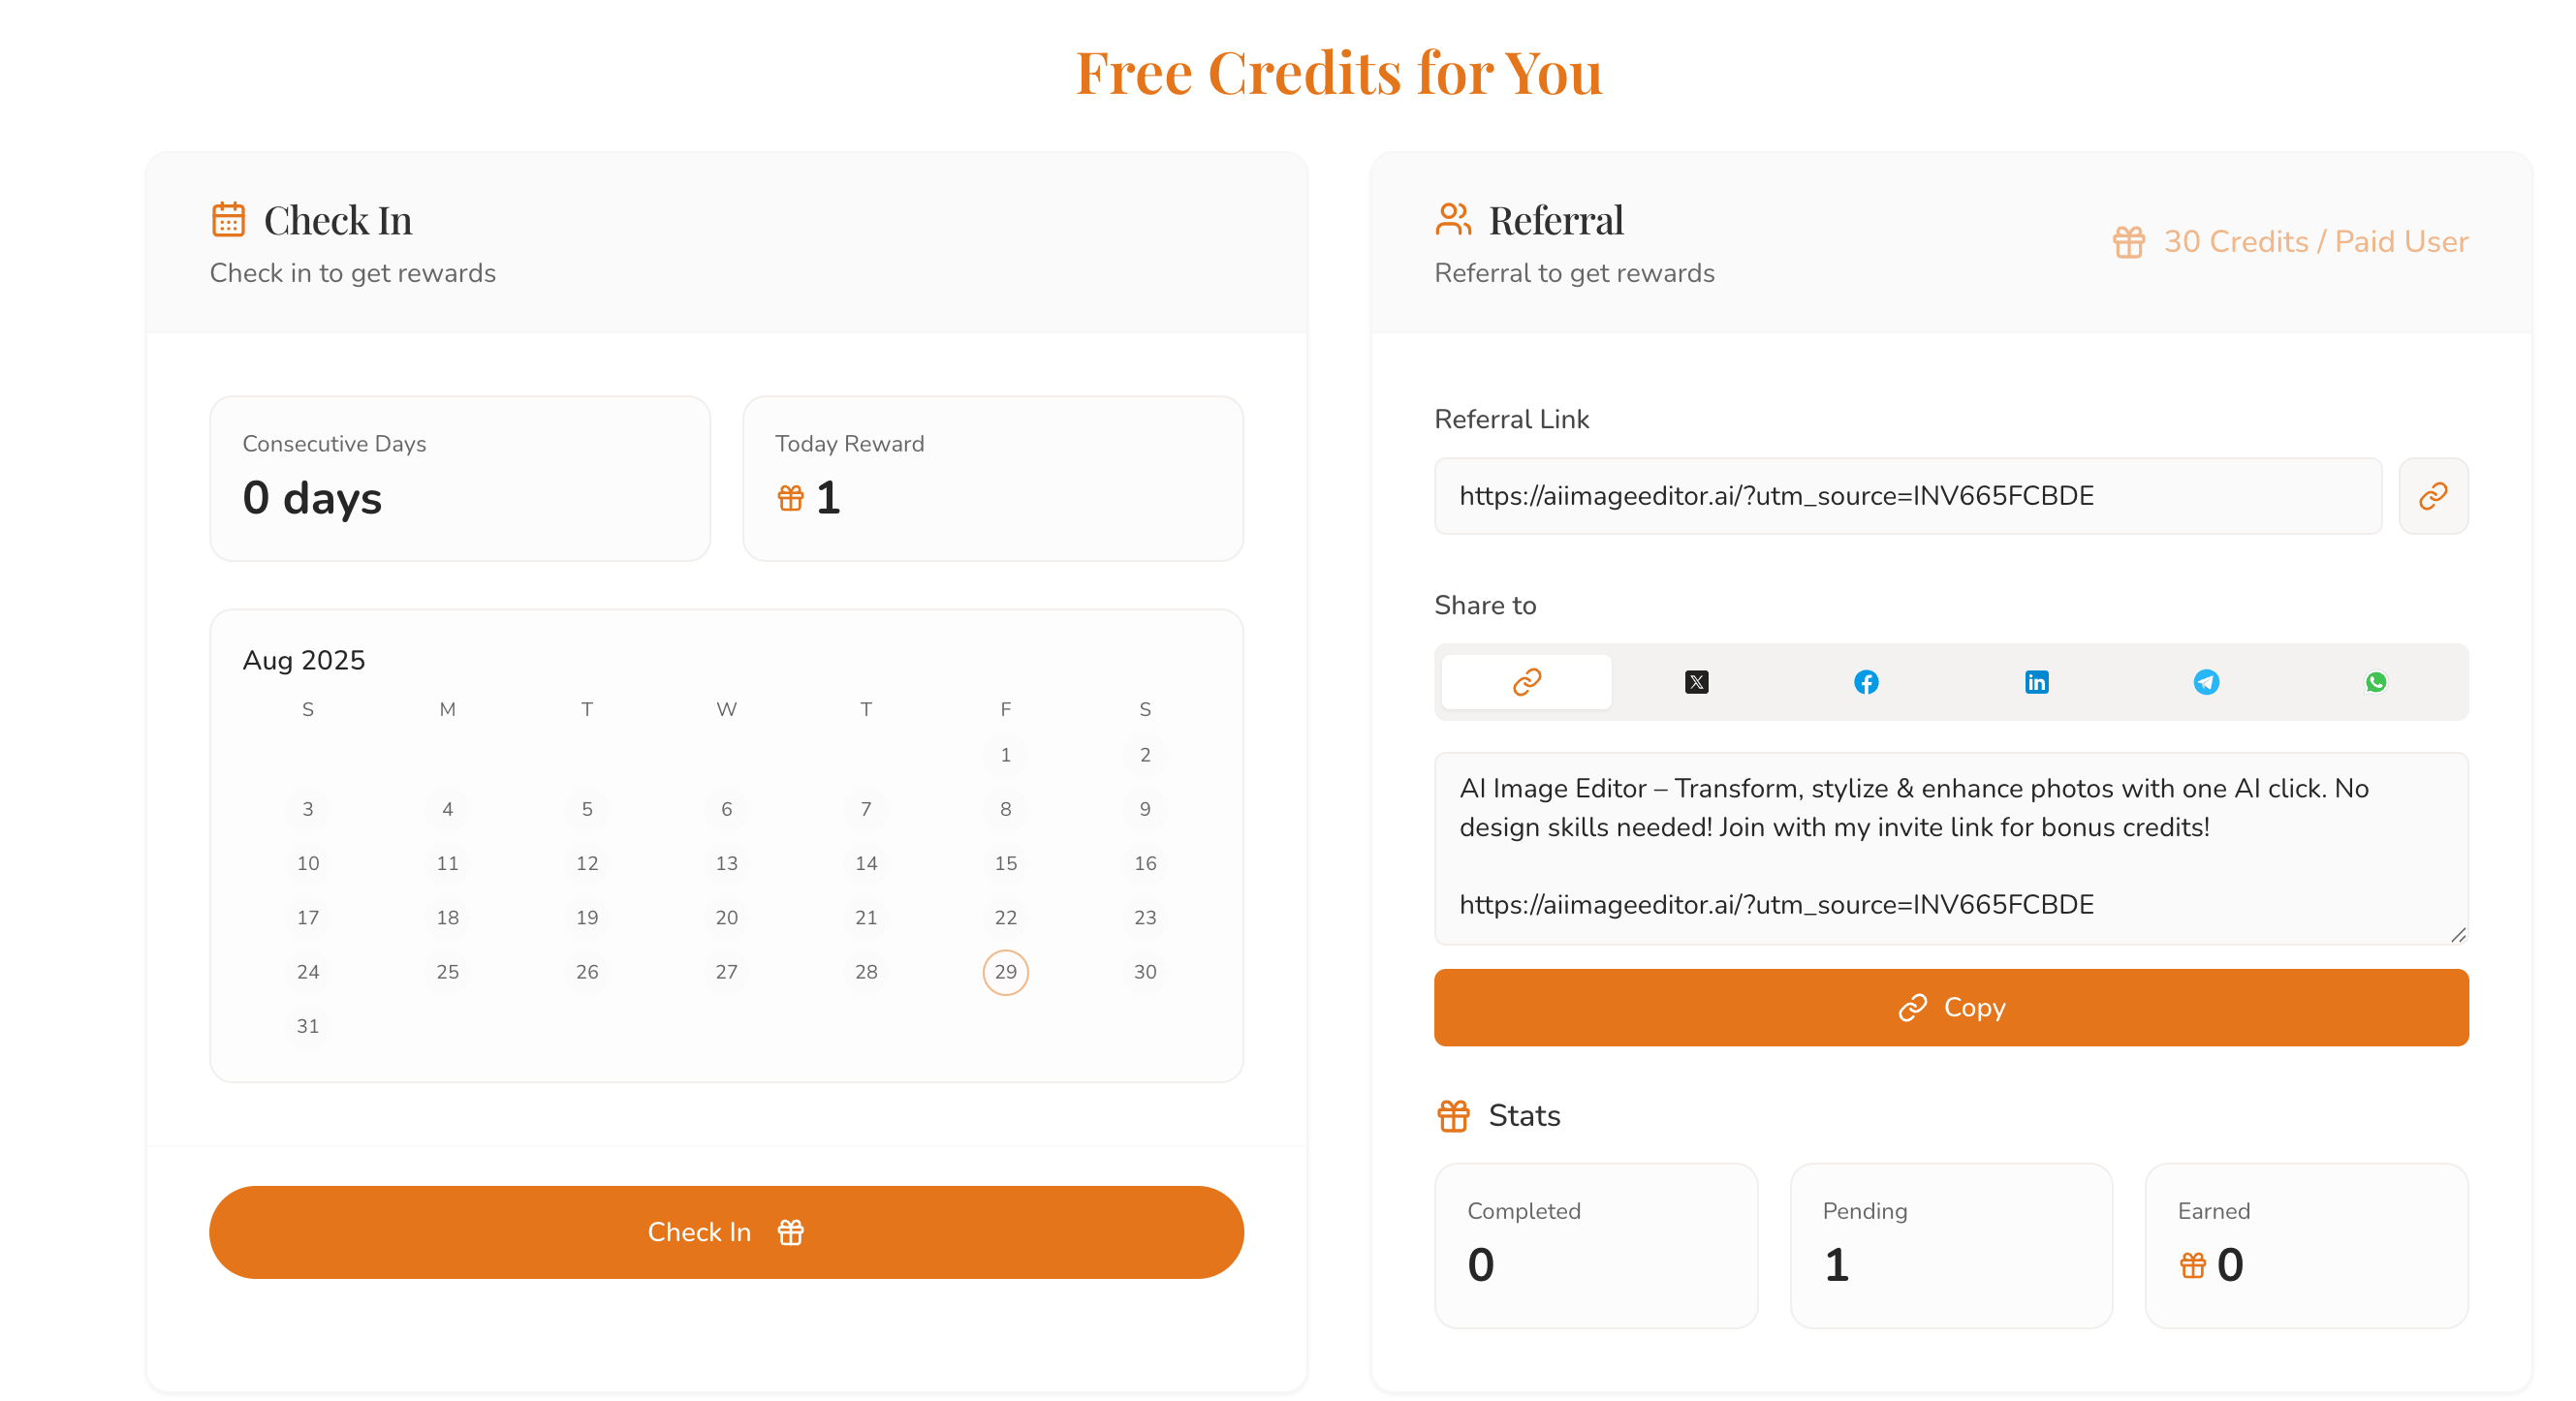 Free Credits for You
Check In
Check in to get rewards
Consecutive Days
0 days
Today Reward
1
Aug 2025
S M T W T F S
1 2
3 4 5 6 7 8 9
10 11 12 13 14 15 16
17 18 19 20 21 22 23
24 25 26 27 28 29 30
31
Check In
Referral
Referral to get rewards
30 Credits / Paid User
Referral Link
https://aiimageeditor.ai/?utm_source=INV665FCBDE
Share to
AI Image Editor – Transform, stylize & enhance photos with one AI click. No
design skills needed! Join with my invite link for bonus credits!
https://aiimageeditor.ai/?utm_source=INV665FCBDE
Copy
Stats
Completed
0
Pending
1
Earned
0